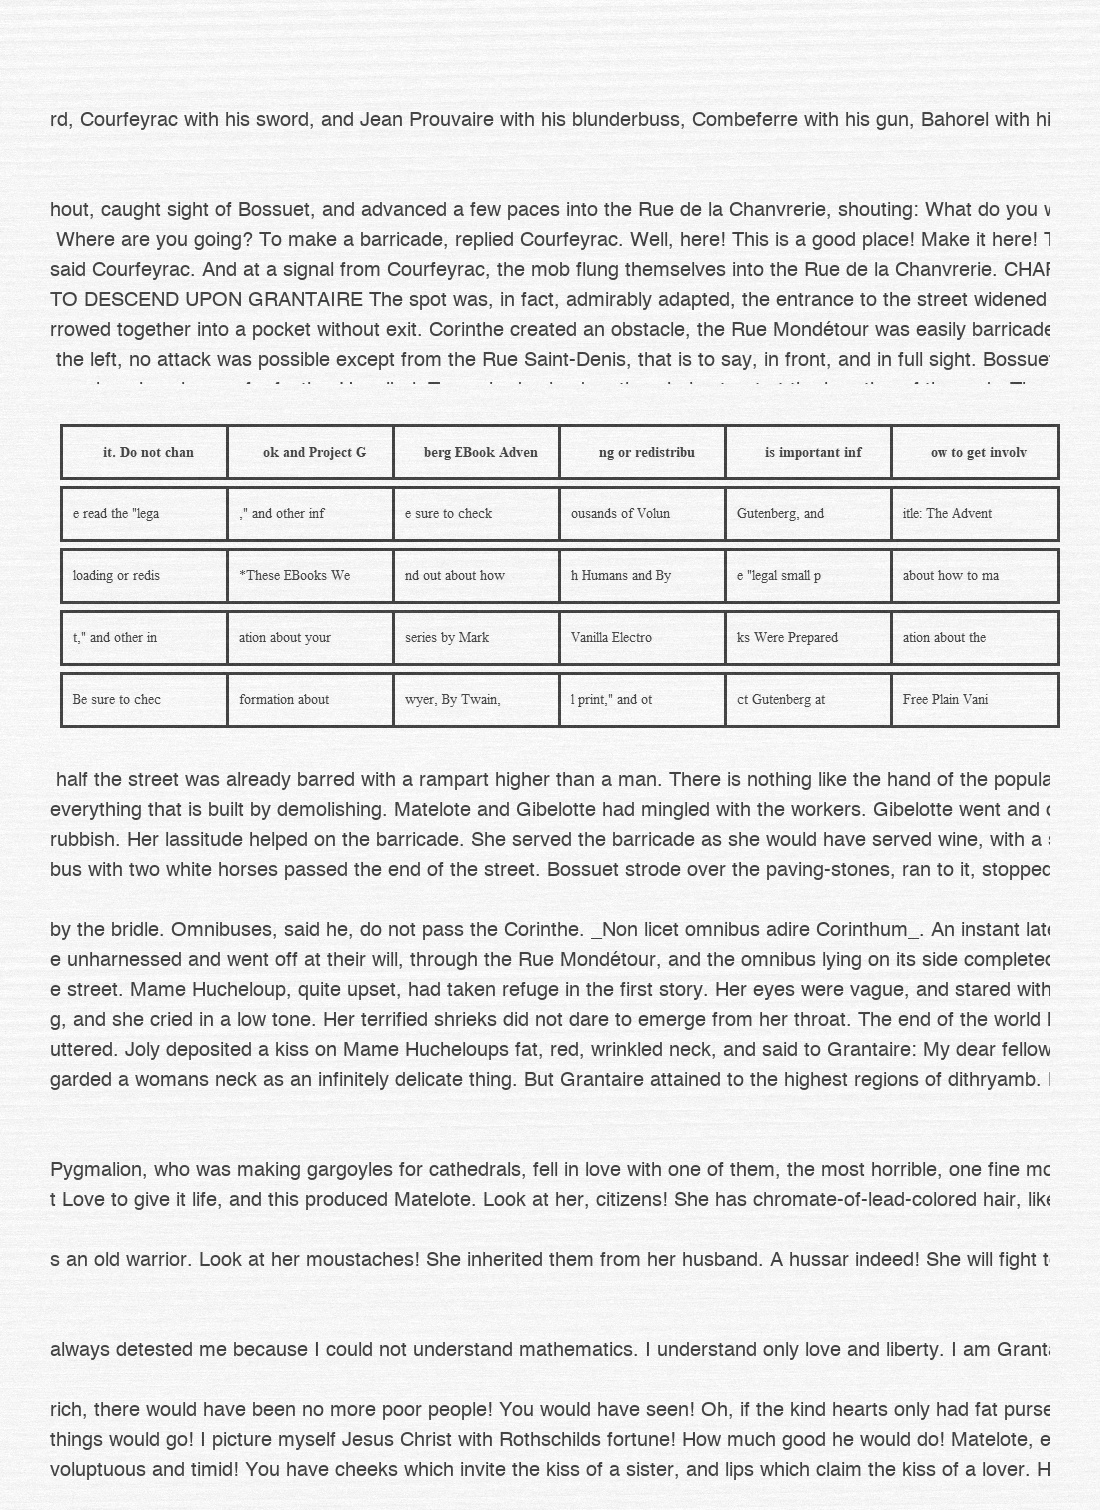 rd, Courfeyrac with his sword, and Jean Prouvaire with his blunderbuss, Combeferre with his gun, Bahorel with hi
hout, caught sight of Bossuet, and advanced a few paces into the Rue de la Chanvrerie, shouting: What do you
Where are you going? To make a barricade, replied Courfeyrac. Well, here! This is a good place! Make it here!
said Courfeyrac. And at a signal from Courfeyrac, the mob flung themselves into the Rue de la Chanvrerie.
TO DESCEND UPON GRANTAIRE The spot was, in fact, admirably adapted, the entrance to the street widened
rrowed together into a pocket without exit. Corinthe created an obstacle, the Rue Mondétour was easily barricade
the left, no attack was possible except from the Rue Saint-Denis, that is to say, in front, and in full sight. Bossue
it. Do not chan ok and Project G berg EBook Adven ng or redistribu is important inf ow to get involv
e read the "lega ," and other inf e sure to check ousands of Volun Gutenberg, and itle: The Advent
loading or redis *These EBooks We nd out about how h Humans and By e "legal small p about how to ma
t," and other in ation about your series by Mark Vanilla Electro ks Were Prepared ation about the
Be sure to chec formation about wyer, By Twain, l print," and ot ct Gutenberg at Free Plain Vani
half the street was already barred with a rampart higher than a man. There is nothing like the hand of the popula
everything that is built by demolishing. Matelote and Gibelotte had mingled with the workers. Gibelotte went and
rubbish. Her lassitude helped on the barricade. She served the barricade as she would have served wine, with a
bus with two white horses passed the end of the street. Bossuet strode over the paving-stones, ran to it, stopped
by the bridle. Omnibuses, said he, do not pass the Corinthe. _Non licet omnibus adire Corinthum_. An instant late
e unharnessed and went off at their will, through the Rue Mondétour, and the omnibus lying on its side completed
e street. Mame Hucheloup, quite upset, had taken refuge in the first story. Her eyes were vague, and stared with
g, and she cried in a low tone. Her terrified shrieks did not dare to emerge from her throat. The end of the world
uttered. Joly deposited a kiss on Mame Hucheloups fat, red, wrinkled neck, and said to Grantaire: My dear fellow
garded a womans neck as an infinitely delicate thing. But Grantaire attained to the highest regions of dithryamb.
Pygmalion, who was making gargoyles for cathedrals, fell in love with one of them, the most horrible, one fine mo
t Love to give it life, and this produced Matelote. Look at her, citizens! She has chromate-of-lead-colored hair, like
s an old warrior. Look at her moustaches! She inherited them from her husband. A hussar indeed! She will fight t
always detested me because I could not understand mathematics. I understand only love and liberty. I am Grant
rich, there would have been no more poor people! You would have seen! Oh, if the kind hearts only had fat purse
things would go! I picture myself Jesus Christ with Rothschilds fortune! How much good he would do! Matelote, e
voluptuous and timid! You have cheeks which invite the kiss of a sister, and lips which claim the kiss of a lover. H